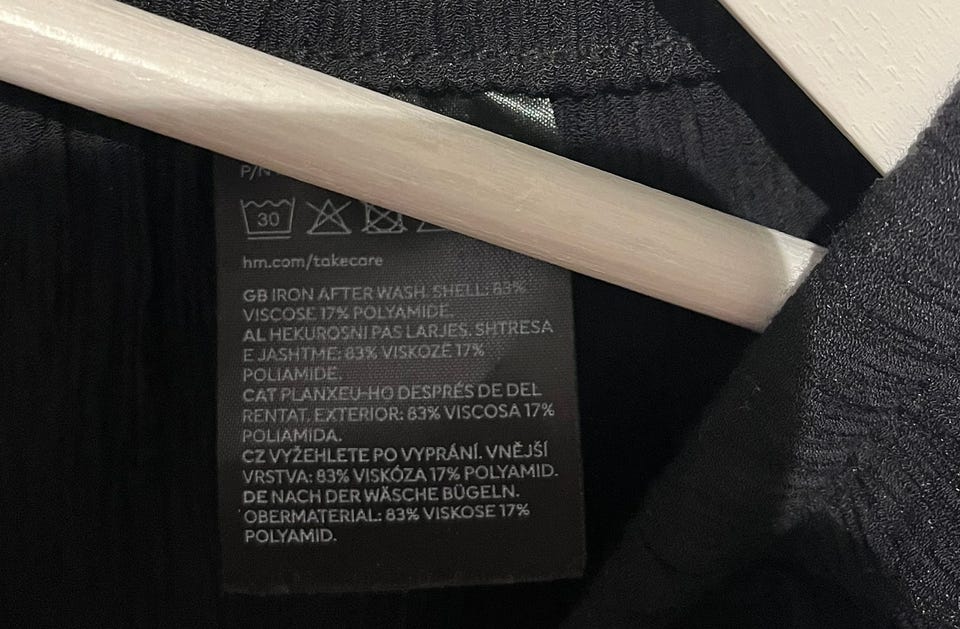 P/N
30
hm.com/takecare
GB IRON AFTER WASH. SHELL: 83%
VISCOSE 17% POLYAMIDE.
AL HEKUROSNI PAS LARJES. SHTRESA
E JASHTME: 83% VISKOZË 17%
POLIAMIDE.
CAT PLANXEU-HO DESPRÉS DE DEL
RENTAT. EXTERIOR: 83% VISCOSA 17%
POLIAMIDA.
CZ VYŽEHLETE PO VYPRÁNÍ. VNĚJŠÍ
VRSTVA: 83% VISKÓZA 17% POLYAMID.
DE NACH DER WÄSCHE BÜGELN.
OBERMATERIAL: 83% VISKOSE 17%
POLYAMID.